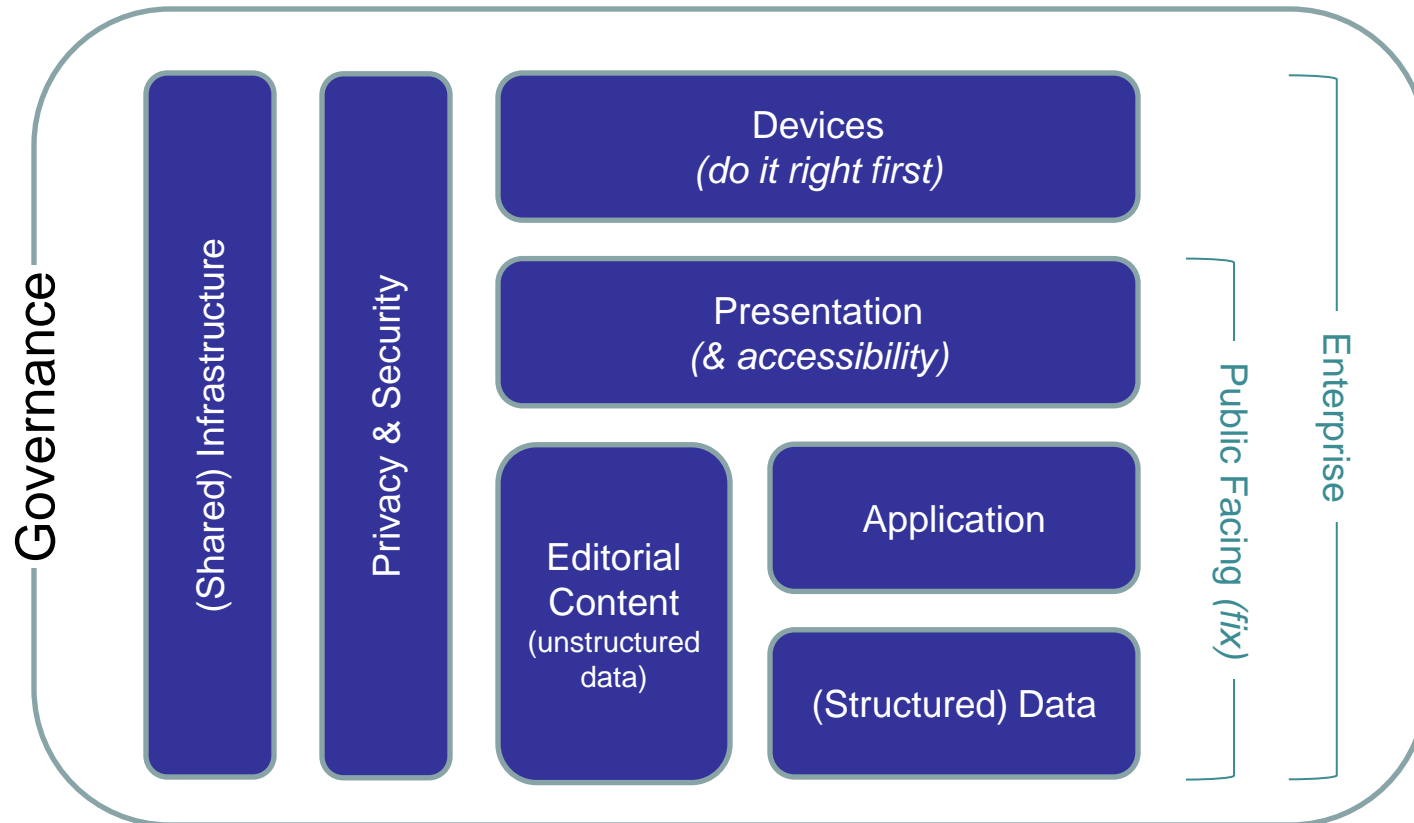 Governance
(Shared) Infrastructure
Privacy & Security
Devices
(do it right first)
Presentation
(& accessibility)
Editorial
Content
(unstructured
data)
Application
(Structured) Data
Public Facing (fix)
Enterprise